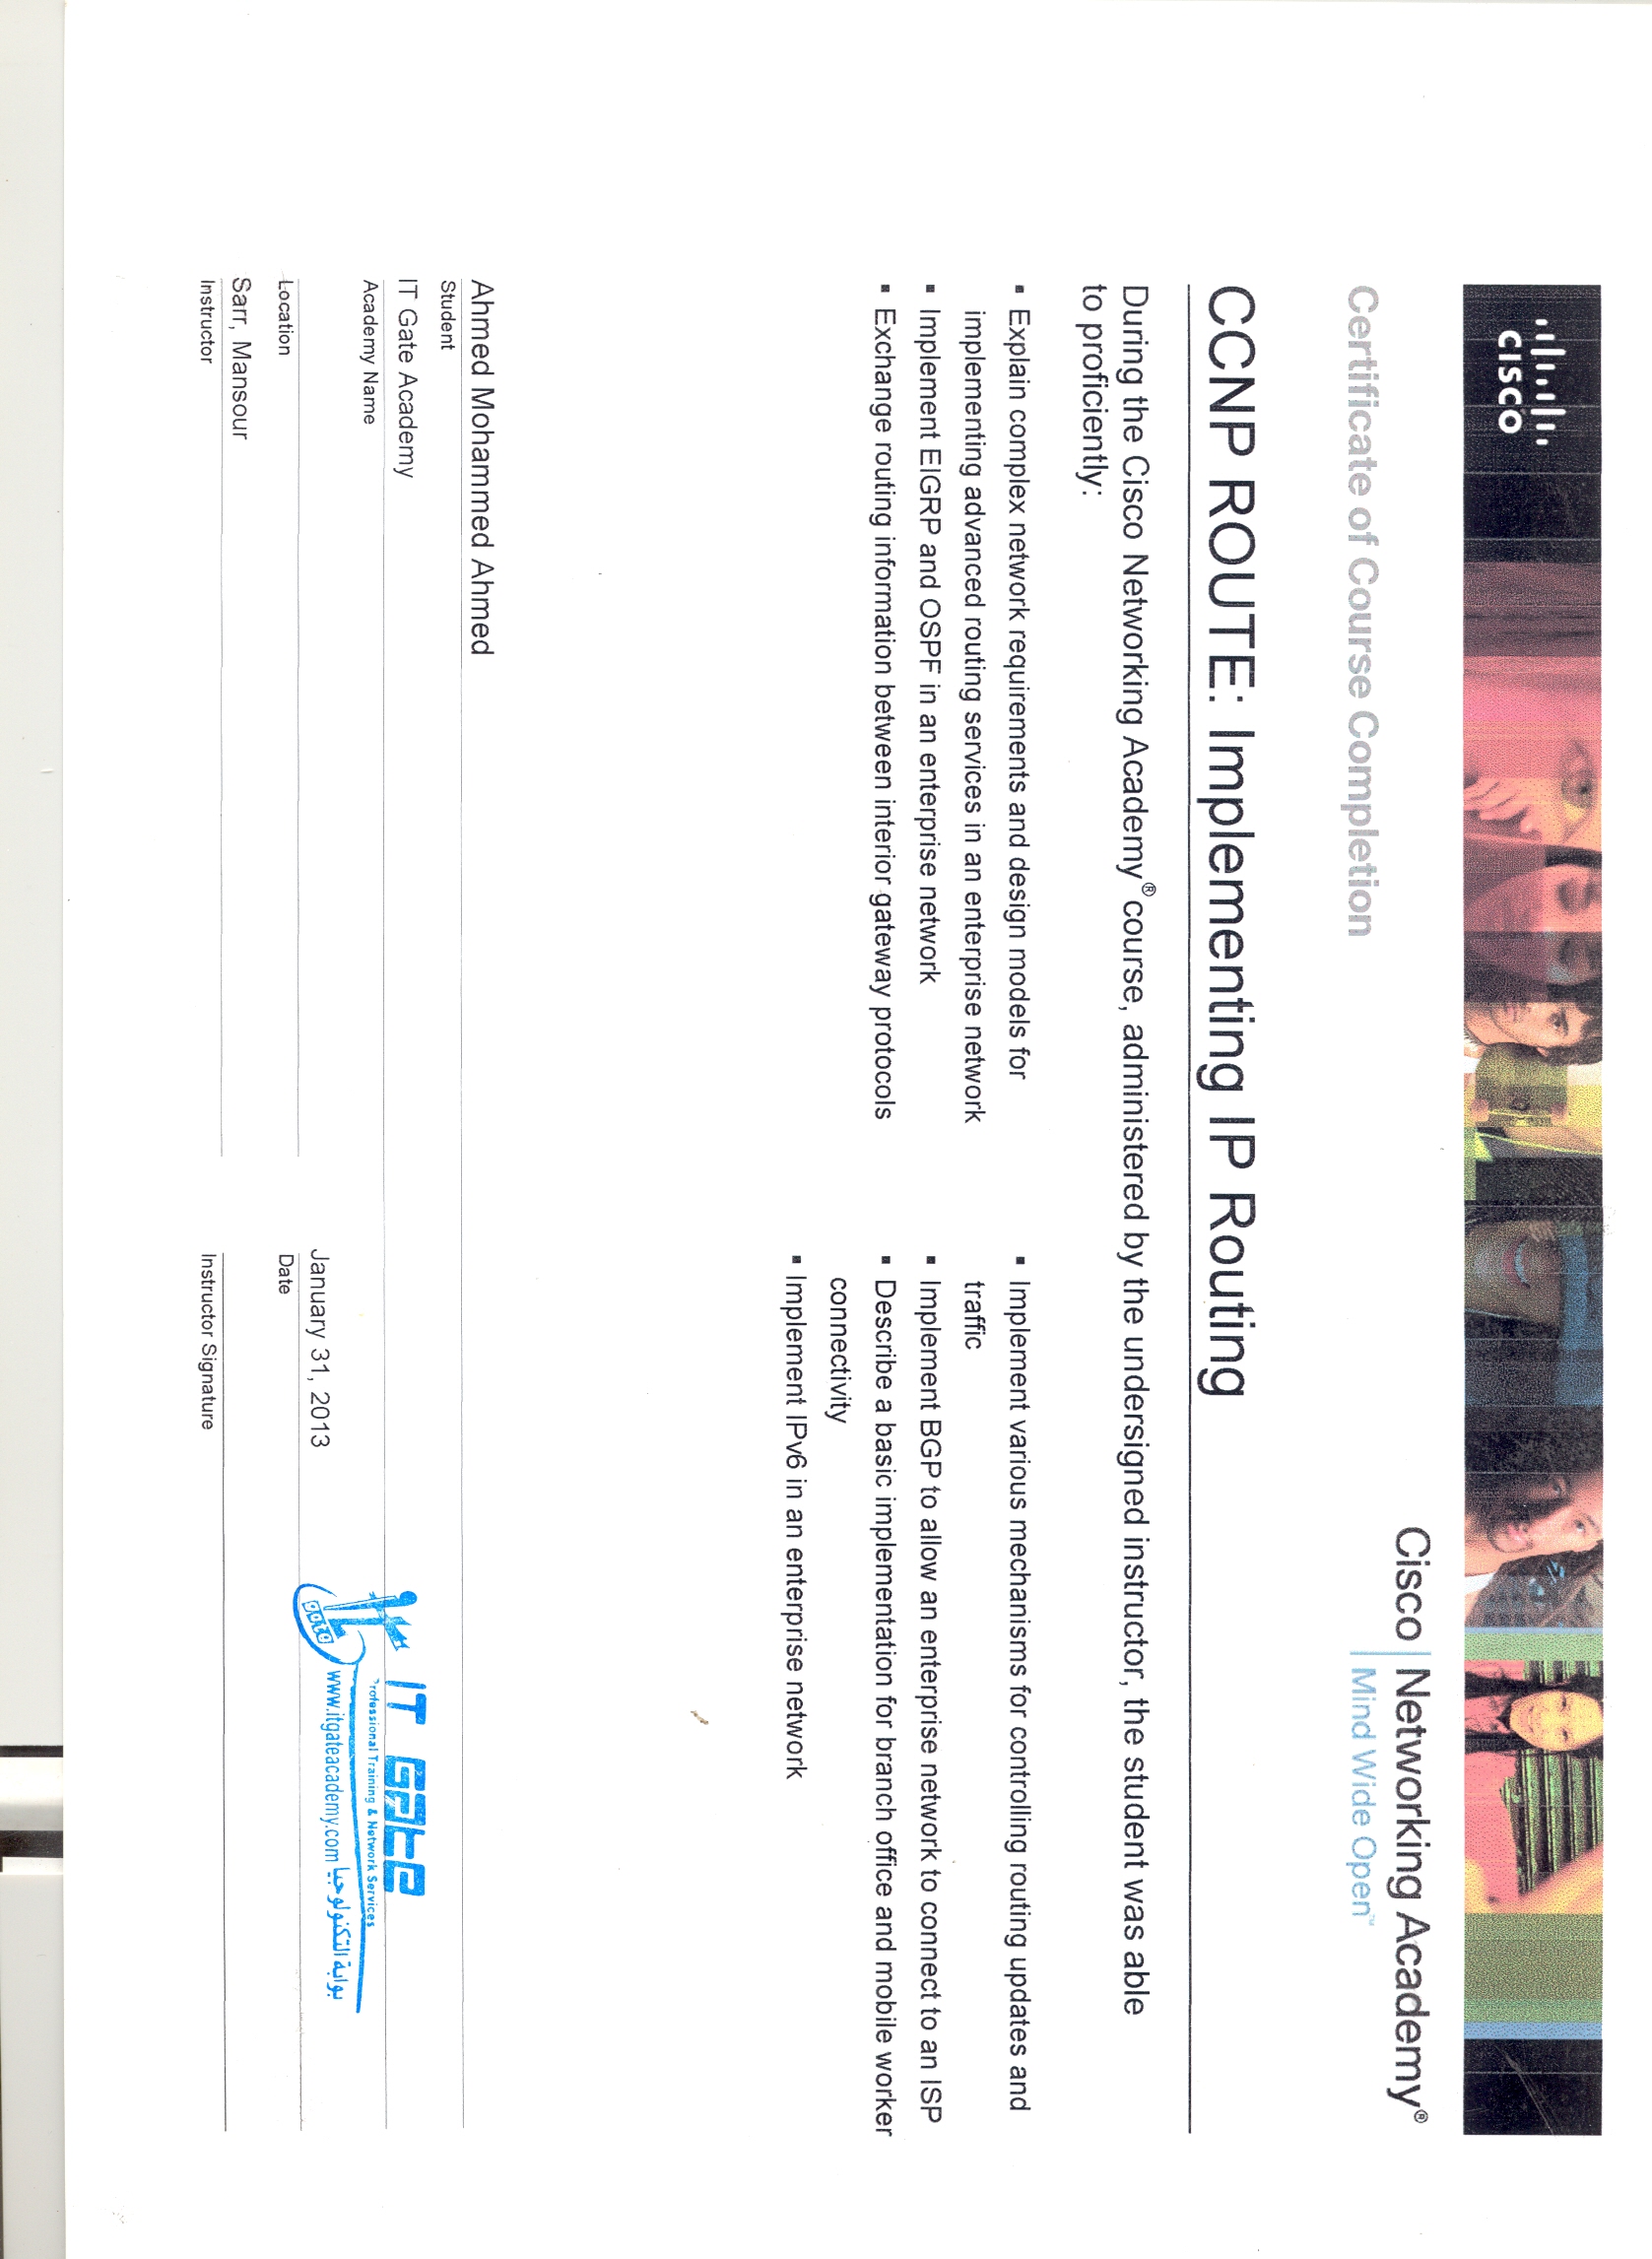 CISCO
Cisco Networking Academy®
Mind Wide Open™
Certificate of Course Completion
CCNP ROUTE: Implementing IP Routing
During the Cisco Networking Academy® course, administered by the undersigned instructor, the student was able
to proficiently:
▪ Explain complex network requirements and design models for
implementing advanced routing services in an enterprise network
▪ Implement EIGRP and OSPF in an enterprise network
▪ Exchange routing information between interior gateway protocols
▪ Implement various mechanisms for controlling routing updates and
traffic
▪ Implement BGP to allow an enterprise network to connect to an ISP
▪ Describe a basic implementation for branch office and mobile worker
connectivity
▪ Implement IPv6 in an enterprise network
Ahmed Mohammed Ahmed
Student
IT Gate Academy
Academy Name
IT Gate
Professional Training & Network Services
www.itgateacademy.com بوابة التكنولوجيا
gate
January 31, 2013
Location
Date
Sarr, Mansour
Instructor
Instructor Signature